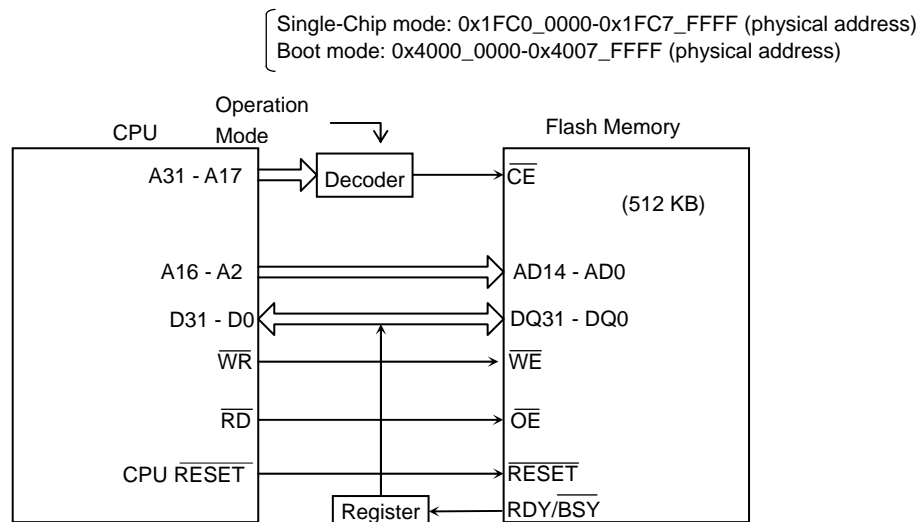 Single-Chip mode: 0x1FC0_0000-0x1FC7_FFFF (physical address)
Boot mode: 0x4000_0000-0x4007_FFFF (physical address)
Operation
Mode
CPU
Flash Memory
A31 - A17
Decoder
CE
(512 KB)
A16 - A2
AD14 - AD0
D31 - D0
DQ31 - DQ0
WR
WE
RD
OE
CPU RESET
RESET
Register
RDY/BSY